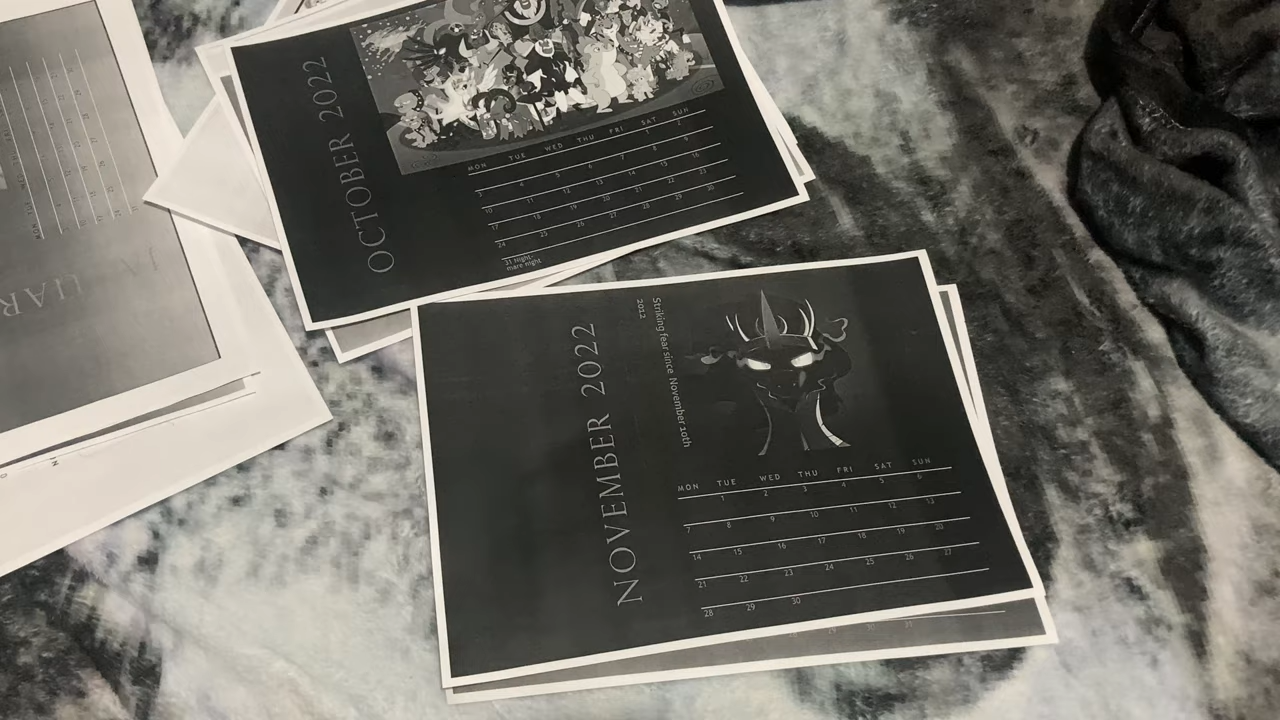 OCTOBER 2022
MON TUE WED THU FRI SAT SUN
1 2
3 4 5 6 7 8 9
10 11 12 13 14 15 16
17 18 19 20 21 22 23
24 25 26 27 28 29 30
31 Night-
mare night
NOVEMBER 2022
Striking fear since November 20th
2012
MON TUE WED THU FRI SAT SUN
1 2 3 4 5 6
7 8 9 10 11 12 13
14 15 16 17 18 19 20
21 22 23 24 25 26 27
28 29 30
UAR